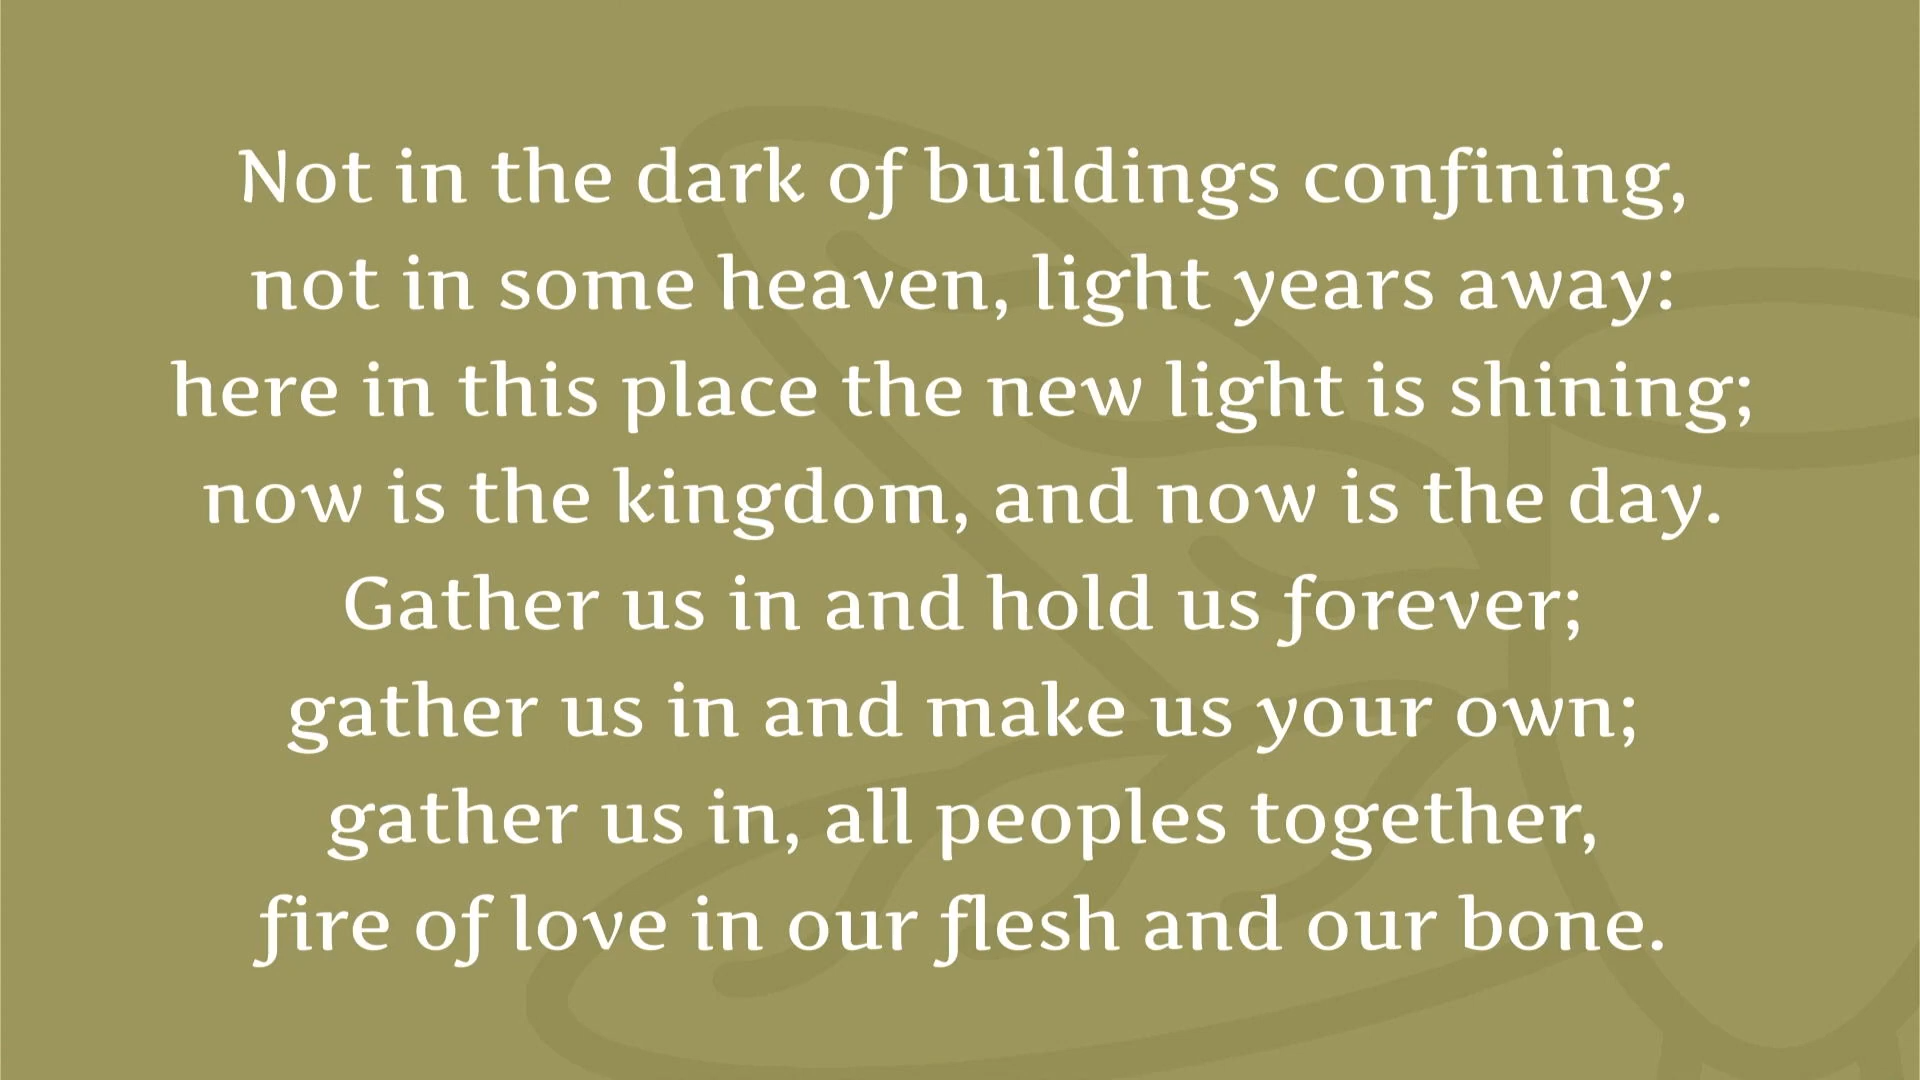 Not in the dark of buildings confining,
not in some heaven, light years away:
here in this place the new light is shining;
now is the kingdom, and now is the day.
Gather us in and hold us forever;
gather us in and make us your own;
gather us in, all peoples together,
fire of love in our flesh and our bone.